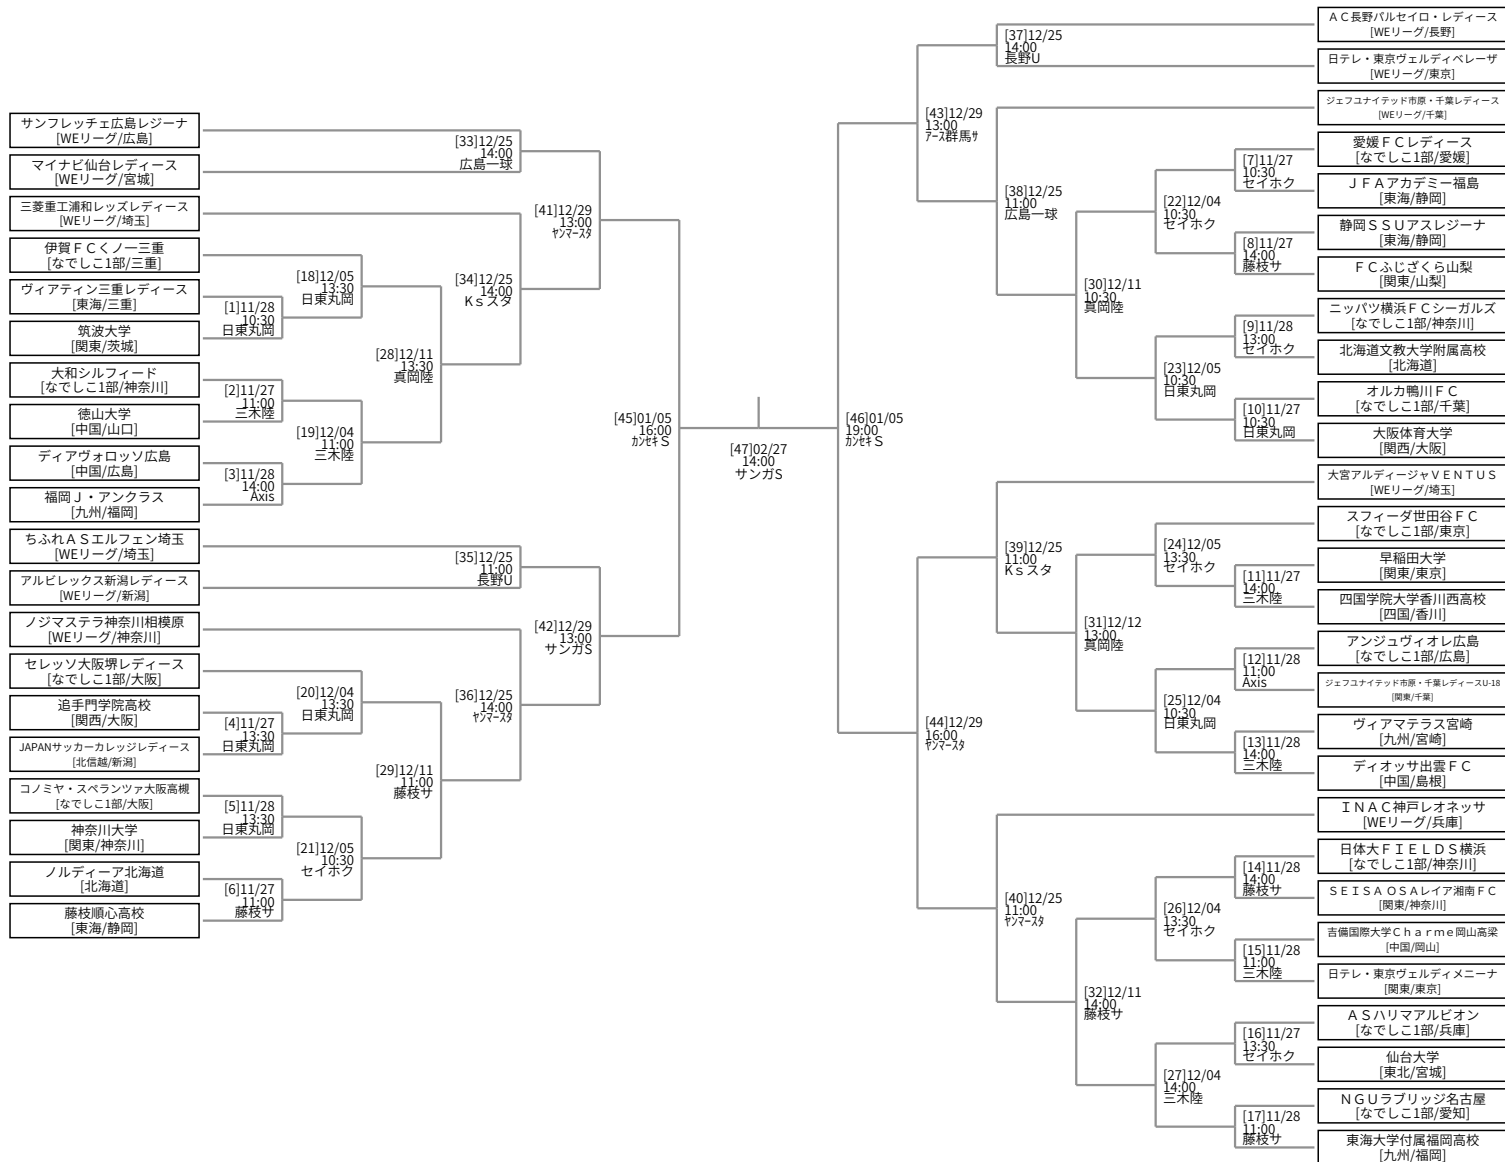 サンフレッチェ広島レジーナ
[WEリーグ/広島]
マイナビ仙台レディース
[WEリーグ/宮城]
三菱重工浦和レッズレディース
[WEリーグ/埼玉]
伊賀ＦＣくノ一三重
[なでしこ1部/三重]
ヴィアティン三重レディース
[東海/三重]
筑波大学
[関東/茨城]
大和シルフィード
[なでしこ1部/神奈川]
徳山大学
[中国/山口]
ディアヴォロッソ広島
[中国/広島]
福岡Ｊ・アンクラス
[九州/福岡]
ちふれＡＳエルフェン埼玉
[WEリーグ/埼玉]
アルビレックス新潟レディース
[WEリーグ/新潟]
ノジマステラ神奈川相模原
[WEリーグ/神奈川]
セレッソ大阪堺レディース
[なでしこ1部/大阪]
追手門学院高校
[関西/大阪]
JAPANサッカーカレッジレディース
[北信越/新潟]
コノミヤ・スペランツァ大阪高槻
[なでしこ1部/大阪]
神奈川大学
[関東/神奈川]
ノルディーア北海道
[北海道]
藤枝順心高校
[東海/静岡]
[1]11/28
10:30
日東丸岡
[2]11/27
11:00
三木陸
[3]11/28
14:00
Axis
[4]11/27
13:30
日東丸岡
[5]11/28
13:30
日東丸岡
[6]11/27
11:00
藤枝サ
[18]12/05
13:30
日東丸岡
[19]12/04
11:00
三木陸
[20]12/04
13:30
日東丸岡
[21]12/05
10:30
セイホク
[28]12/11
13:30
真岡陸
[29]12/11
11:00
藤枝サ
[33]12/25
14:00
広島一球
[34]12/25
14:00
Kｓスタ
[35]12/25
11:00
長野U
[36]12/25
14:00
ﾔﾝﾏｰｽﾀ
[41]12/29
13:00
ﾔﾝﾏｰｽﾀ
[42]12/29
13:00
サンガS
[45]01/05
16:00
ｶﾝｾｷＳ
[47]02/27
14:00
サンガS
[46]01/05
19:00
ｶﾝｾｷＳ
[43]12/29
13:00
ｱｰｽ群馬ｻ
[44]12/29
16:00
ﾔﾝﾏｰｽﾀ
[37]12/25
14:00
長野U
[38]12/25
11:00
広島一球
[39]12/25
11:00
Kｓスタ
[40]12/25
11:00
ﾔﾝﾏｰｽﾀ
[30]12/11
10:30
真岡陸
[31]12/12
13:00
真岡陸
[32]12/11
14:00
藤枝サ
[22]12/04
10:30
セイホク
[23]12/05
10:30
日東丸岡
[24]12/05
13:30
セイホク
[25]12/04
10:30
日東丸岡
[26]12/04
13:30
セイホク
[27]12/04
14:00
三木陸
[7]11/27
10:30
セイホク
[8]11/27
14:00
藤枝サ
[9]11/28
13:00
セイホク
[10]11/27
10:30
日東丸岡
[11]11/27
14:00
三木陸
[12]11/28
11:00
Axis
[13]11/28
14:00
三木陸
[14]11/28
14:00
藤枝サ
[15]11/28
11:00
三木陸
[16]11/27
13:30
セイホク
[17]11/28
11:00
藤枝サ
ＡＣ長野パルセイロ・レディース
[WEリーグ/長野]
日テレ・東京ヴェルディベレーザ
[WEリーグ/東京]
ジェフユナイテッド市原・千葉レディース
[WEリーグ/千葉]
愛媛ＦＣレディース
[なでしこ1部/愛媛]
ＪＦＡアカデミー福島
[東海/静岡]
静岡ＳＳＵアスレジーナ
[東海/静岡]
ＦＣふじざくら山梨
[関東/山梨]
ニッパツ横浜ＦＣシーガルズ
[なでしこ1部/神奈川]
北海道文教大学附属高校
[北海道]
オルカ鴨川ＦＣ
[なでしこ1部/千葉]
大阪体育大学
[関西/大阪]
大宮アルディージャＶＥＮＴＵＳ
[WEリーグ/埼玉]
スフィーダ世田谷ＦＣ
[なでしこ1部/東京]
早稲田大学
[関東/東京]
四国学院大学香川西高校
[四国/香川]
アンジュヴィオレ広島
[なでしこ1部/広島]
ジェフユナイテッド市原・千葉レディースU-18
[関東/千葉]
ヴィアマテラス宮崎
[九州/宮崎]
ディオッサ出雲ＦＣ
[中国/島根]
ＩＮＡＣ神戸レオネッサ
[WEリーグ/兵庫]
日体大ＦＩＥＬＤＳ横浜
[なでしこ1部/神奈川]
ＳＥＩＳＡ ＯＳＡレイア湘南ＦＣ
[関東/神奈川]
吉備国際大学Ｃｈａｒｍｅ岡山高梁
[中国/岡山]
日テレ・東京ヴェルディメニーナ
[関東/東京]
ＡＳハリマアルビオン
[なでしこ1部/兵庫]
仙台大学
[東北/宮城]
ＮＧＵラブリッジ名古屋
[なでしこ1部/愛知]
東海大学付属福岡高校
[九州/福岡]